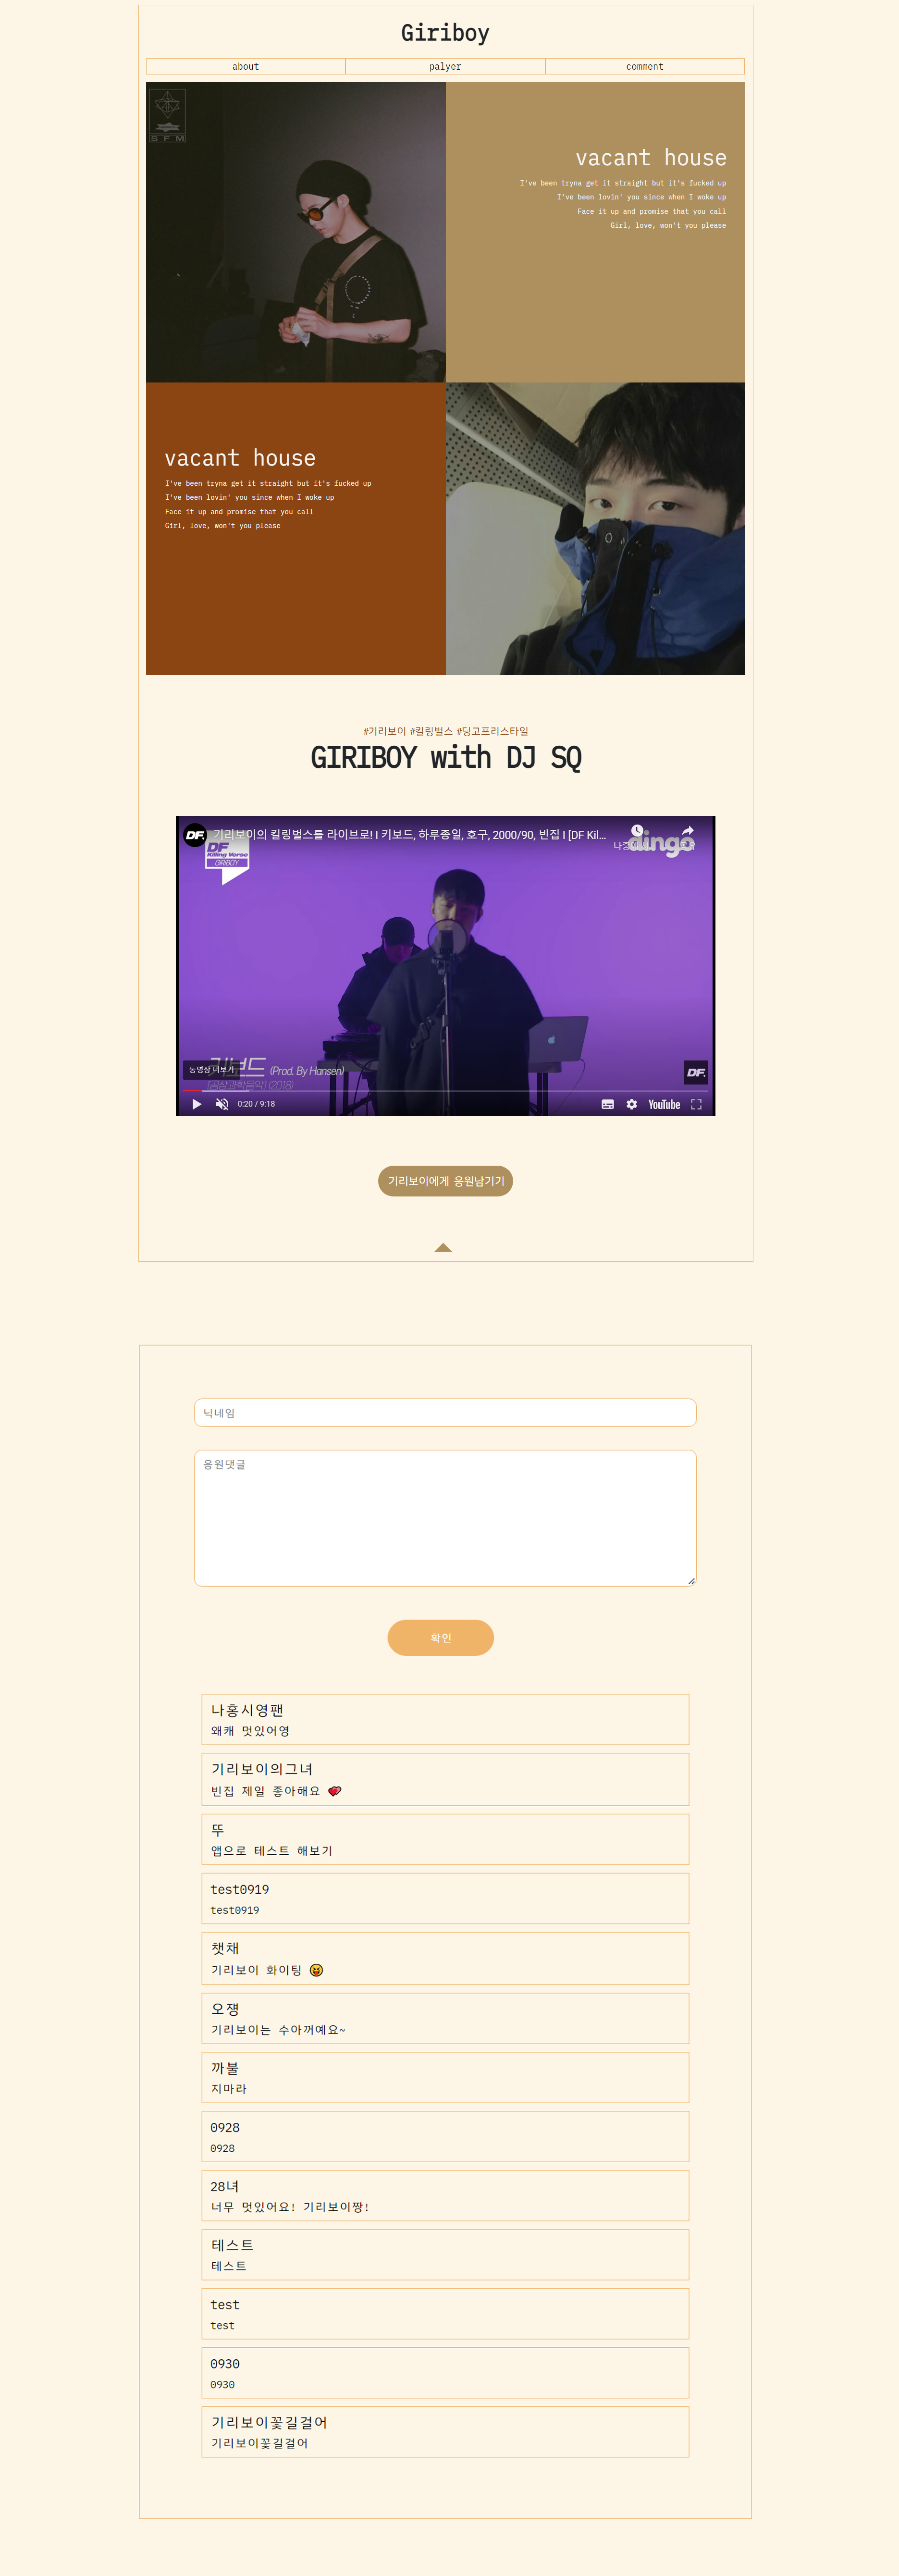 Giriboy
about
palyer
comment
S F M
vacant house
I've been tryna get it straight but it's fucked up
I've been lovin' you since when I woke up
Face it up and promise that you call
Girl, love, won't you please
vacant house
I've been tryna get it straight but it's fucked up
I've been lovin' you since when I woke up
Face it up and promise that you call
Girl, love, won't you please
#기리보이 #킬링벌스 #딩고프리스타일
GIRIBOY with DJ SQ
DF. 기리보이의 킬링벌스를 라이브로! I 키보드, 하루종일, 호구, 2000/90, 빈집 I [DF Kil...
dingo
DF
Killing Verse
GIRIBOY
키보드 (Prod. By Hansen)
동영상 더보기
[공상과학음악] (2018)
DF.
0:20 / 9:18
YouTube
기리보이에게 응원남기기
닉네임
응원댓글
확인
나홍시영팬
왜캐 멋있어영
기리보이의그녀
빈집 제일 좋아해요 💕
뚜
앱으로 테스트 해보기
test0919
test0919
챗채
기리보이 화이팅 😝
오쟁
기리보이는 수아꺼예요~
까불
지마라
0928
0928
28녀
너무 멋있어요! 기리보이짱!
테스트
테스트
test
test
0930
0930
기리보이꽃길걸어
기리보이꽃길걸어